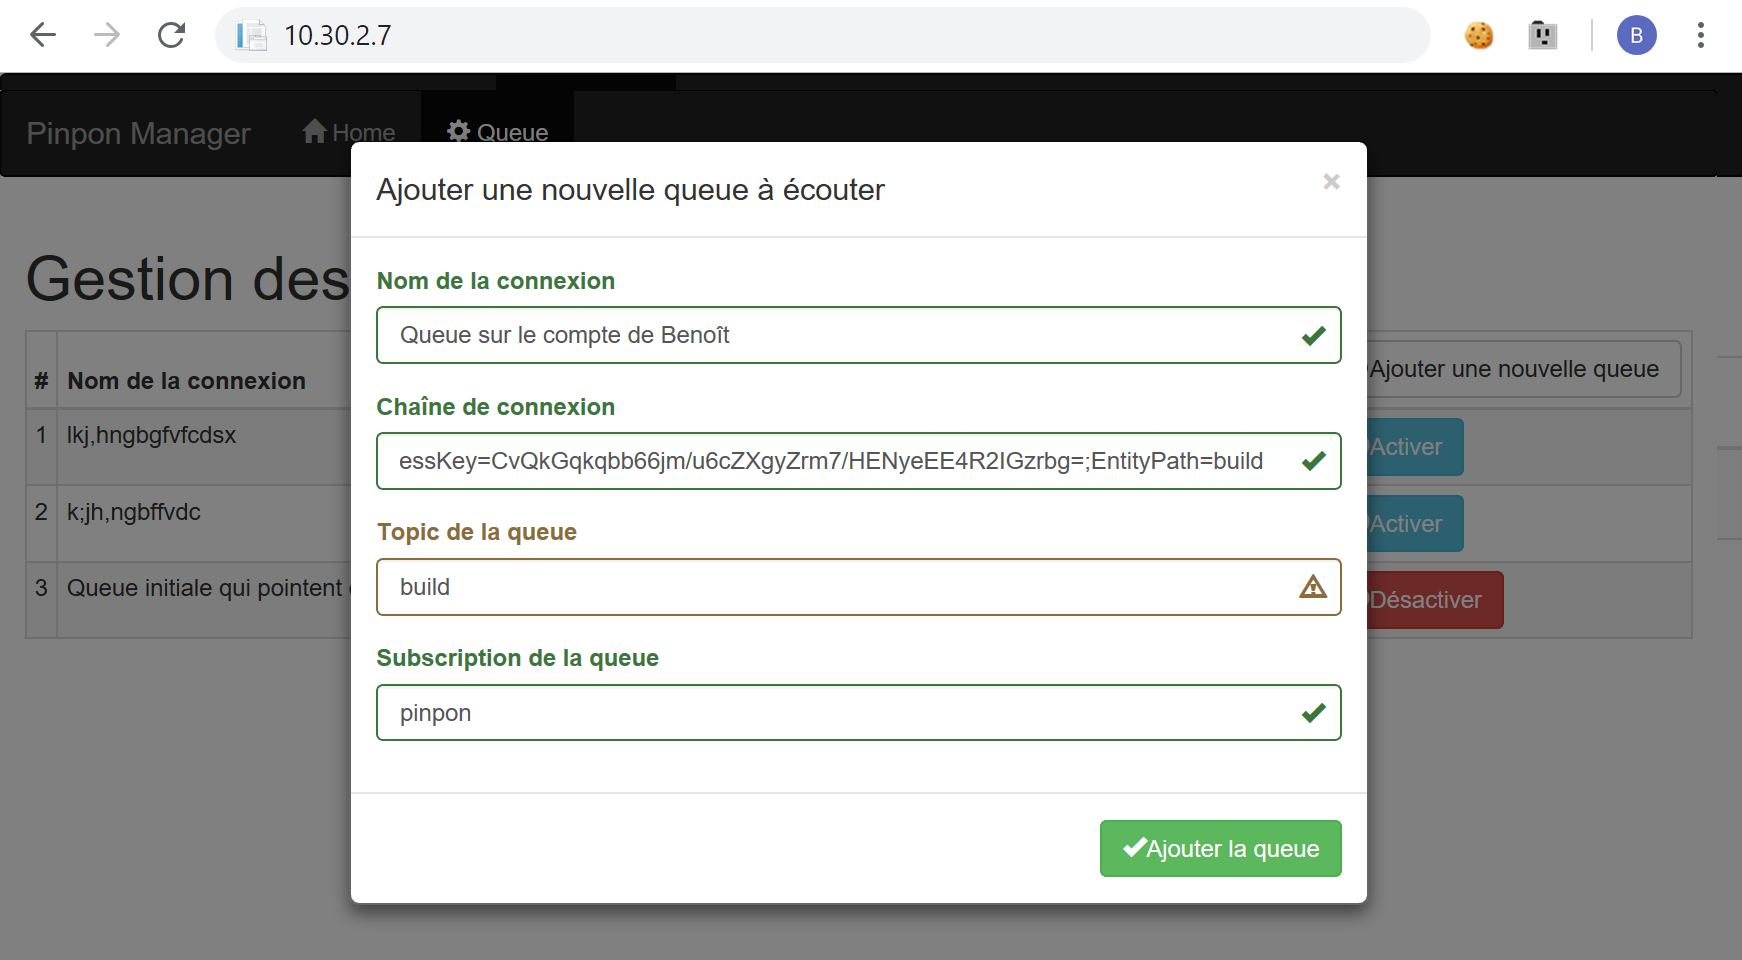 10.30.2.7
B
Pinpon Manager Home Queue
Ajouter une nouvelle queue à écouter ×
Gestion des
Nom de la connexion
Queue sur le compte de Benoît
# Nom de la connexion
Ajouter une nouvelle queue
Chaîne de connexion
1 lkj,hngbgfvfcdsx
Activer
essKey=CvQkGqkqbb66jm/u6cZXgyZrm7/HENyeEE4R2IGzrbg=;EntityPath=build
2 k;jh,ngbffvdc
Activer
Topic de la queue
build
3 Queue initiale qui pointent
Désactiver
Subscription de la queue
pinpon
Ajouter la queue